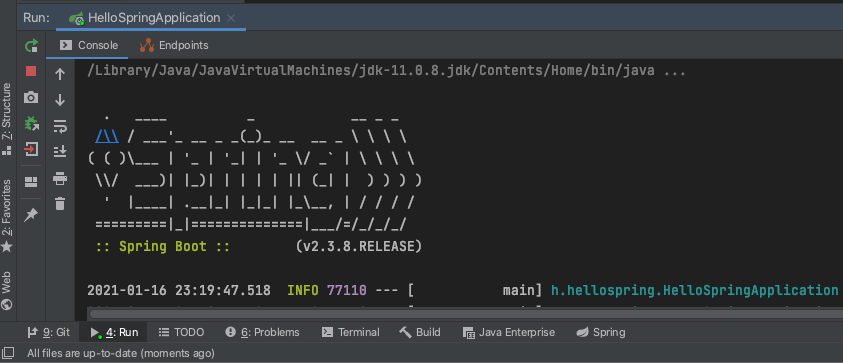 Run: HelloSpringApplication
Console Endpoints
/Library/Java/JavaVirtualMachines/jdk-11.0.8.jdk/Contents/Home/bin/java ...
  .   ____          _            __ _ _
 /\\ / ___'_ __ _ _(_)_ __  __ _ \ \ \ \
( ( )\___ | '_ | '_| | '_ \/ _` | \ \ \ \
 \\/  ___)| |_)| | | | | || (_| |  ) ) ) )
  '  |____| .__|_| |_|_| |_\__, | / / / /
 =========|_|==============|___/=/_/_/_/
 :: Spring Boot ::        (v2.3.8.RELEASE)
2021-01-16 23:19:47.518  INFO 77110 --- [           main] h.hellospring.HelloSpringApplication
7: Structure
2: Favorites
Web
9: Git 4: Run TODO 6: Problems Terminal Build Java Enterprise Spring
All files are up-to-date (moments ago)